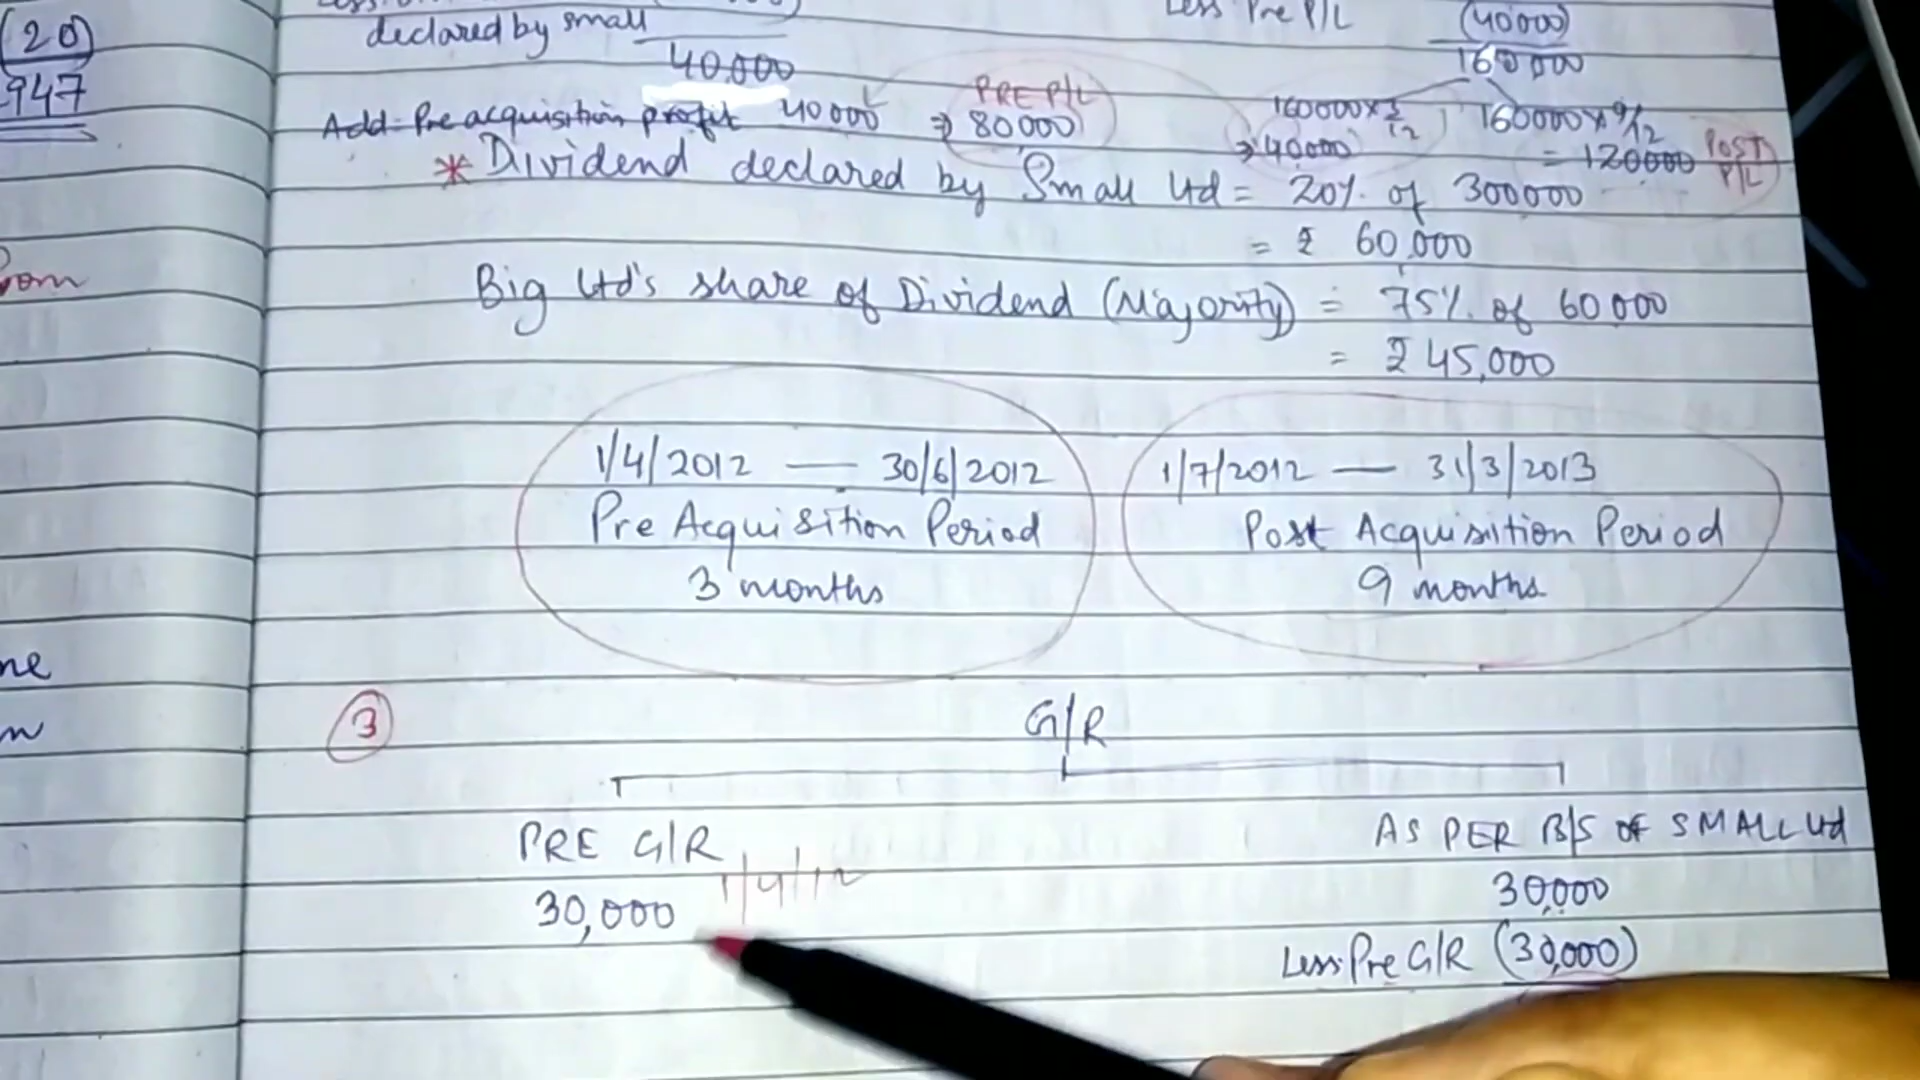 (20)
947
declared by small
40,000
Less Pre P/L (40000)
160000
PRE P/L
Add: Pre acquisition profit 40000 ⇒ 80,000
160000 x 3/12
⇒ 40000
160000 x 9/12
= 120000 POST P/L
* Dividend declared by Small Ltd = 20% of 300000
= ₹ 60,000
Big Ltd's share of Dividend (Majority) = 75% of 60000
= ₹ 45,000
1/4/2012 — 30/6/2012
Pre Acquisition Period
3 months
1/7/2012 — 31/3/2013
Post Acquisition Period
9 months
3
G/R
PRE G/R
1/4/12
30,000
AS PER B/S OF SMALL Ltd
30,000
Less: Pre G/R (30,000)